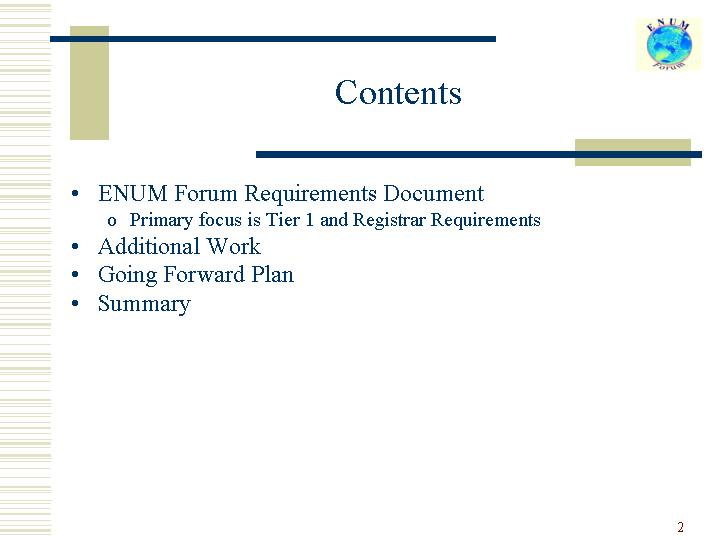 ENUM
Forum
Contents
• ENUM Forum Requirements Document
o Primary focus is Tier 1 and Registrar Requirements
• Additional Work
• Going Forward Plan
• Summary
2